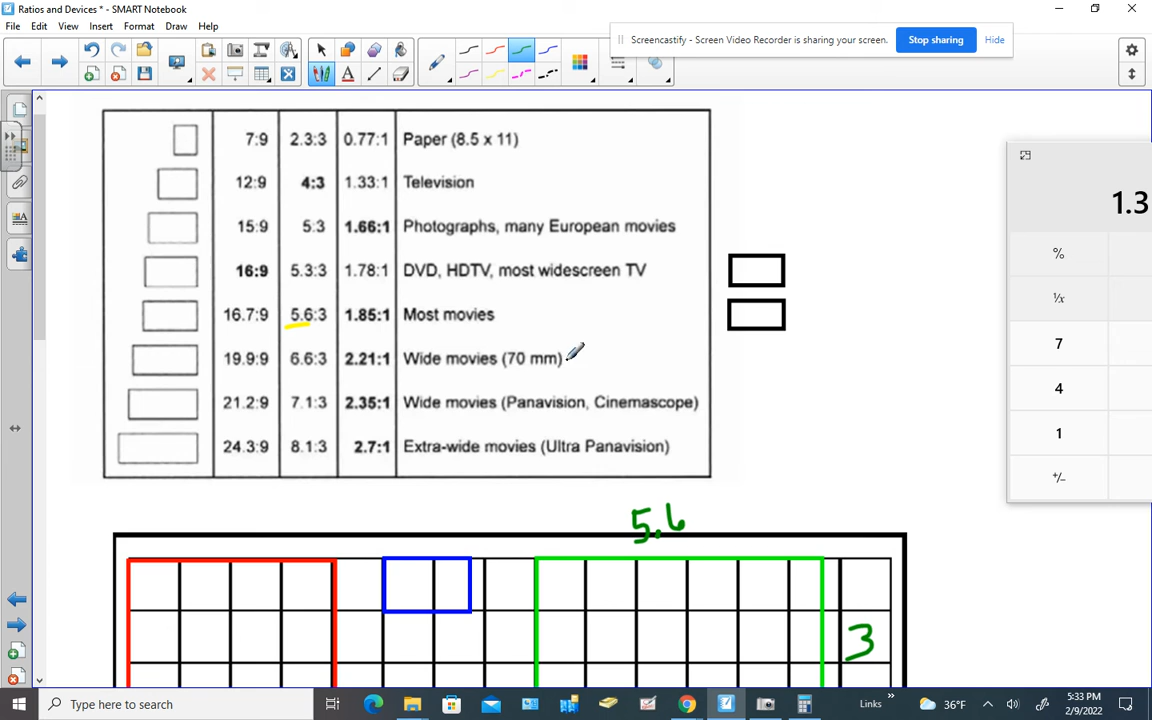 Ratios and Devices * - SMART Notebook
File Edit View Insert Format Draw Help
Screencastify - Screen Video Recorder is sharing your screen. Stop sharing Hide
7:9 2.3:3 0.77:1 Paper (8.5 x 11)
12:9 4:3 1.33:1 Television
15:9 5:3 1.66:1 Photographs, many European movies
16:9 5.3:3 1.78:1 DVD, HDTV, most widescreen TV
16.7:9 5.6:3 1.85:1 Most movies
19.9:9 6.6:3 2.21:1 Wide movies (70 mm)
21.2:9 7.1:3 2.35:1 Wide movies (Panavision, Cinemascope)
24.3:9 8.1:3 2.7:1 Extra-wide movies (Ultra Panavision)
1.3
%
¹/x
7
4
1
+/-
5.6
3
Type here to search
Links
36°F
5:33 PM
2/9/2022